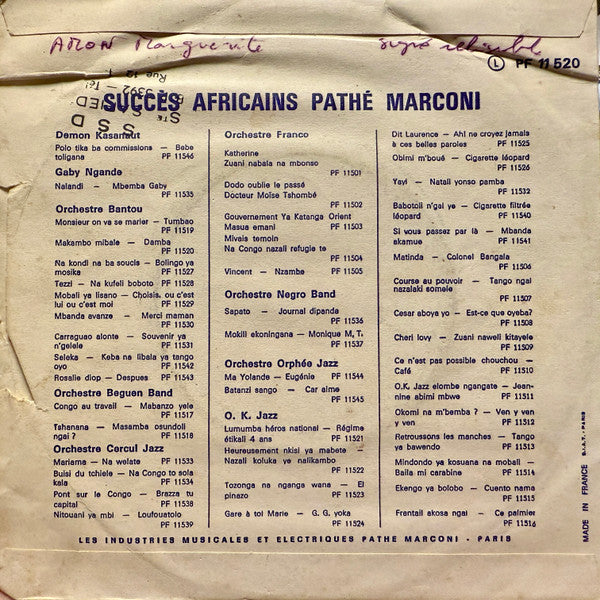 AMON Marguerite
Ⓛ PF 11 520
SUCCÈS AFRICAINS PATHÉ MARCONI
Demon Kasanaut
Polo tika ba commissions — Bebe
toligana PF 11546
Gaby Ngande
Nalandi — Mbemba Gaby
PF 11535
Orchestre Bantou
Monsieur on va se marier — Tumbao
PF 11519
Makambo mibale — Damba
PF 11520
Na kondi na ba soucis — Bolingo ya
mosika PF 11527
Tezzi — Na kufeli boboto PF 11528
Mobali ya lisano — Choisis, ou c'est
lui ou c'est moi PF 11529
Mbanda avanze — Merci maman
PF 11530
Carraguao alonte — Souvenir ya
n'gelele PF 11531
Seleka — Keba na libala ya tango
oyo PF 11542
Rosalie diop — Despues PF 11543
Orchestre Beguen Band
Congo au travail — Mabanzo yele
PF 11517
Tshanana — Masamba osundoli
ngai ? PF 11518
Orchestre Cercul Jazz
Mariama — Na welate PF 11533
Buisi du tchiele — Na Congo to sola
kala PF 11534
Pont sur le Congo — Brazza tu
capital PF 11538
Nitouani ya mbi — Loufouatolo
PF 11539
Orchestre Franco
Katherine
Zuani nabala na mbonso
PF 11501
Dodo oublie le passé
Docteur Moïse Tshombé
PF 11502
Gouvernement Ya Katanga Orient
Masua emani PF 11503
Mivais temoin
Na Congo nazali refugie te
PF 11504
Vincent — Nzambe PF 11505
Orchestre Negro Band
Sapato — Journal dipanda
PF 11536
Mokili ekoningana — Monique M, T.
PF 11537
Orchestre Orphée Jazz
Ma Yolande — Eugénie PF 11544
Batanzi sango — Car aime
PF 11545
O. K. Jazz
Lumumba héros national — Régime
étikali 4 ans PF 11521
Heureusement nkisi ya mabete —
Nazali koluka ye nalikambo
PF 11522
Tozonga na nganga wana — El
pinazo PF 11523
Gare à toi Marie — G. G. yoka
PF 11524
Dit Laurence — Ah! ne croyez jamais
à ces belles paroles PF 11525
Obimi m'boué — Cigarette léopard
PF 11526
Yayi — Natali yonso pamba
PF 11532
Babotoli n'gai ye — Cigarette filtrée
léopard PF 11540
Si vous passez par là — Mbanda
akamue PF 11541
Matinda — Colonel Bangala
PF 11506
Course au pouvoir — Tango ngai
nazalaki somele
PF 11507
Cesar aboya yo — Est-ce que oyeba?
PF 11508
Cheri lovy — Zuani naweli kitayele
PF 11509
Ce n'est pas possible chouchou —
Café PF 11510
O.K. Jazz elombe ngangate — Jean-
nine abimi mbwe PF 11511
Okomi na m'bemba ? — Ven y ven
y ven PF 11512
Retroussons les manches — Tango
ya bawendo PF 11513
Mindondo ya kosuana na moball —
Baila mi carabine PF 11514
Ekengo ya bolobo — Cuento nama
PF 11515
Frentali akosa ngai — Ce palmier
PF 11516
LES INDUSTRIES MUSICALES ET ELECTRIQUES PATHE MARCONI - PARIS
MADE IN FRANCE